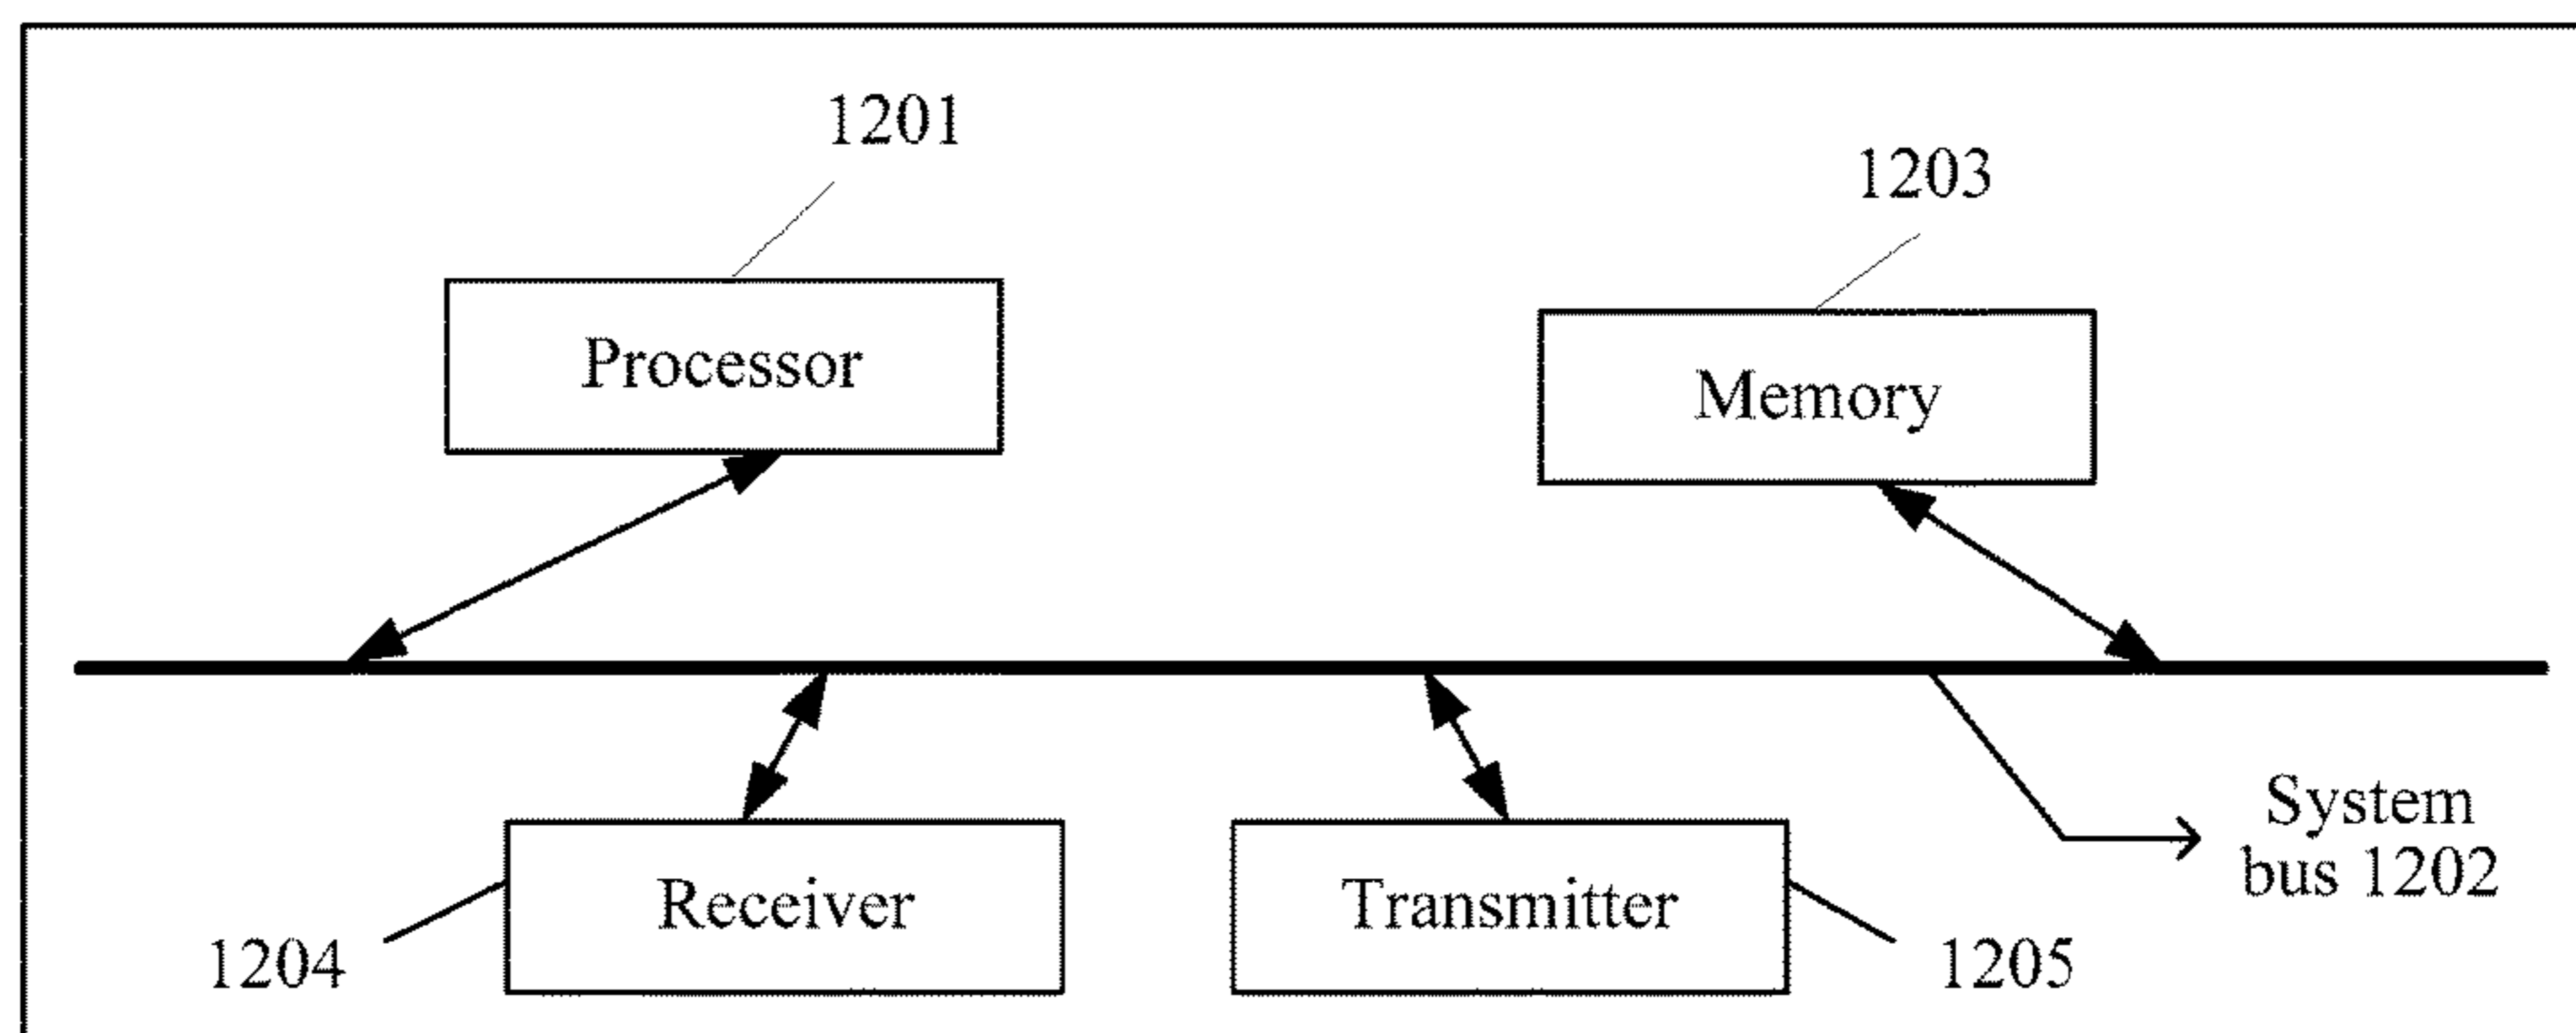 1201
1203
Processor
Memory
System
bus 1202
Receiver
Transmitter
1204
1205